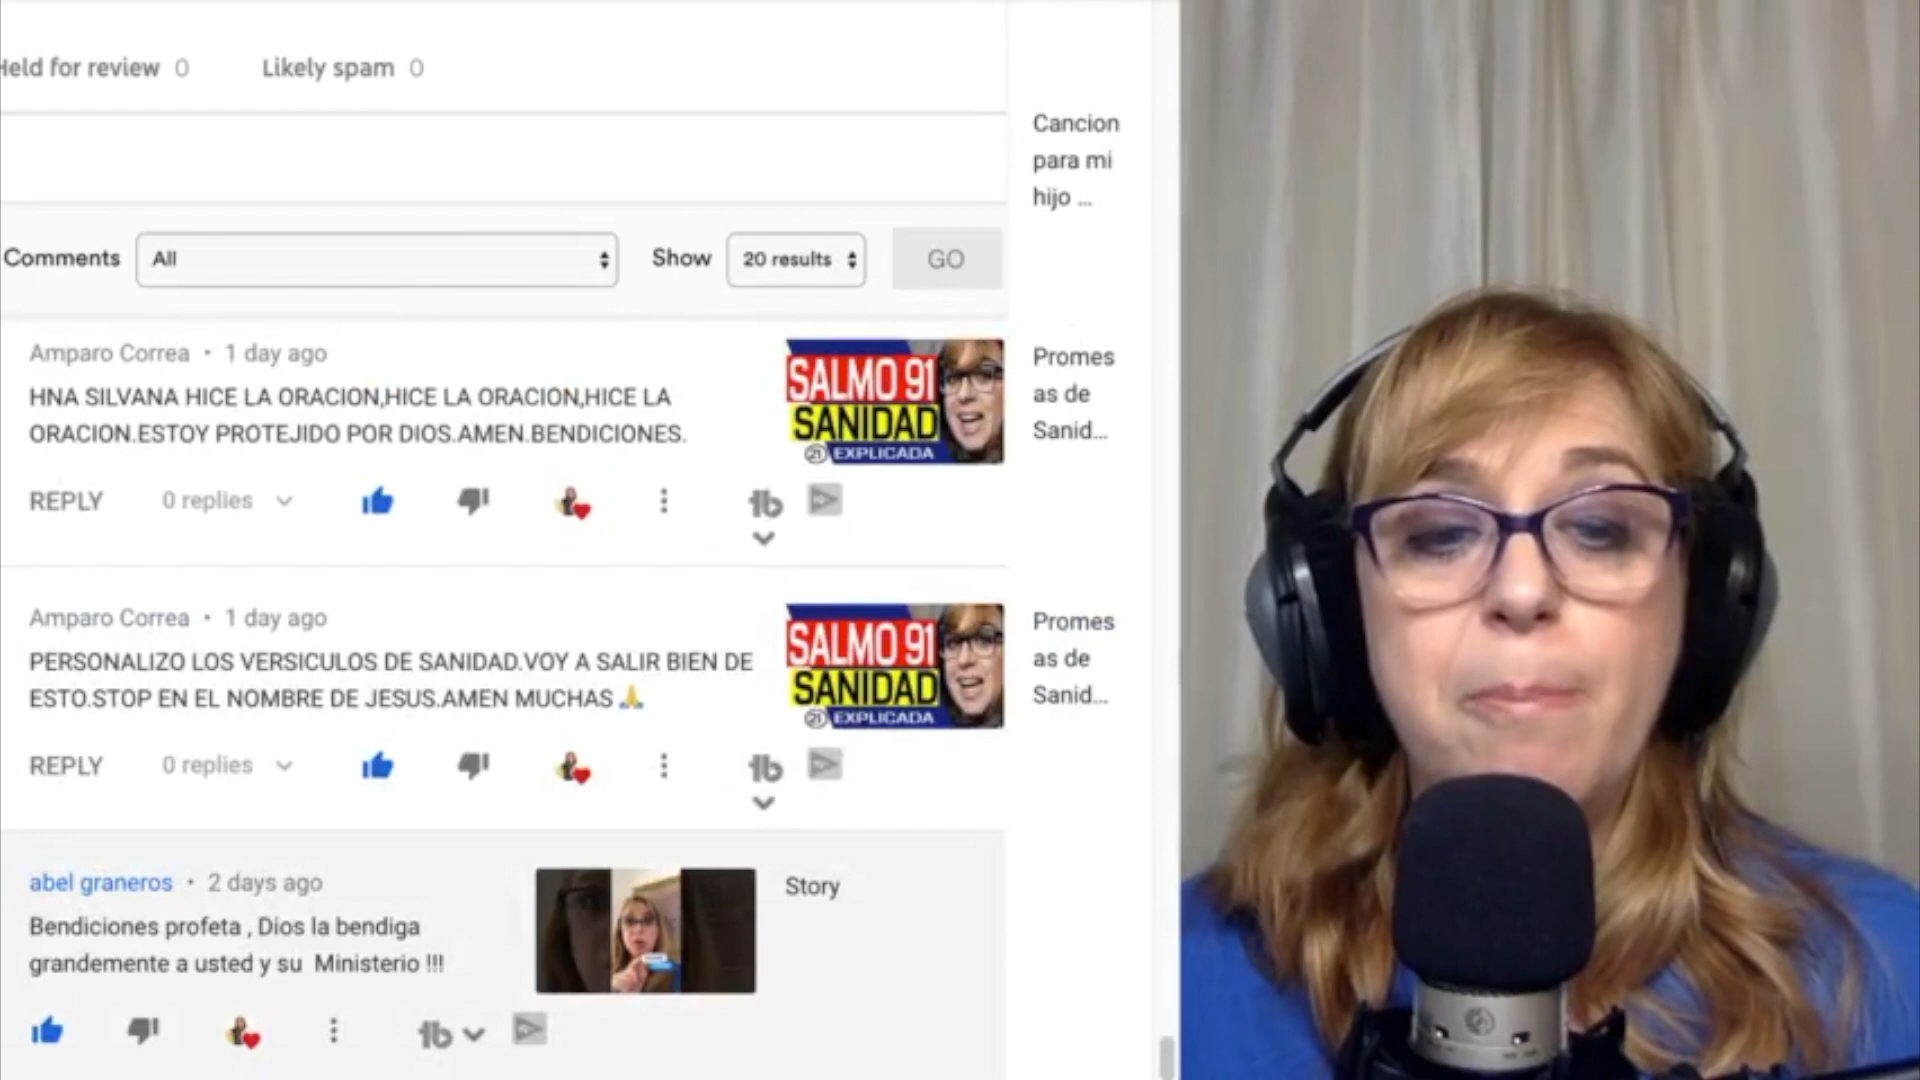 Held for review 0
Likely spam 0
Cancion
para mi
hijo ...
Comments
All
Show
20 results
GO
Amparo Correa • 1 day ago
HNA SILVANA HICE LA ORACION,HICE LA ORACION,HICE LA
ORACION.ESTOY PROTEJIDO POR DIOS.AMEN.BENDICIONES.
SALMO 91
SANIDAD
21 EXPLICADA
Promes
as de
Sanid...
REPLY
0 replies
Amparo Correa • 1 day ago
PERSONALIZO LOS VERSICULOS DE SANIDAD.VOY A SALIR BIEN DE
ESTO.STOP EN EL NOMBRE DE JESUS.AMEN MUCHAS 🙏
SALMO 91
SANIDAD
21 EXPLICADA
Promes
as de
Sanid...
REPLY
0 replies
abel graneros • 2 days ago
Bendiciones profeta , Dios la bendiga
grandemente a usted y su Ministerio !!!
Story